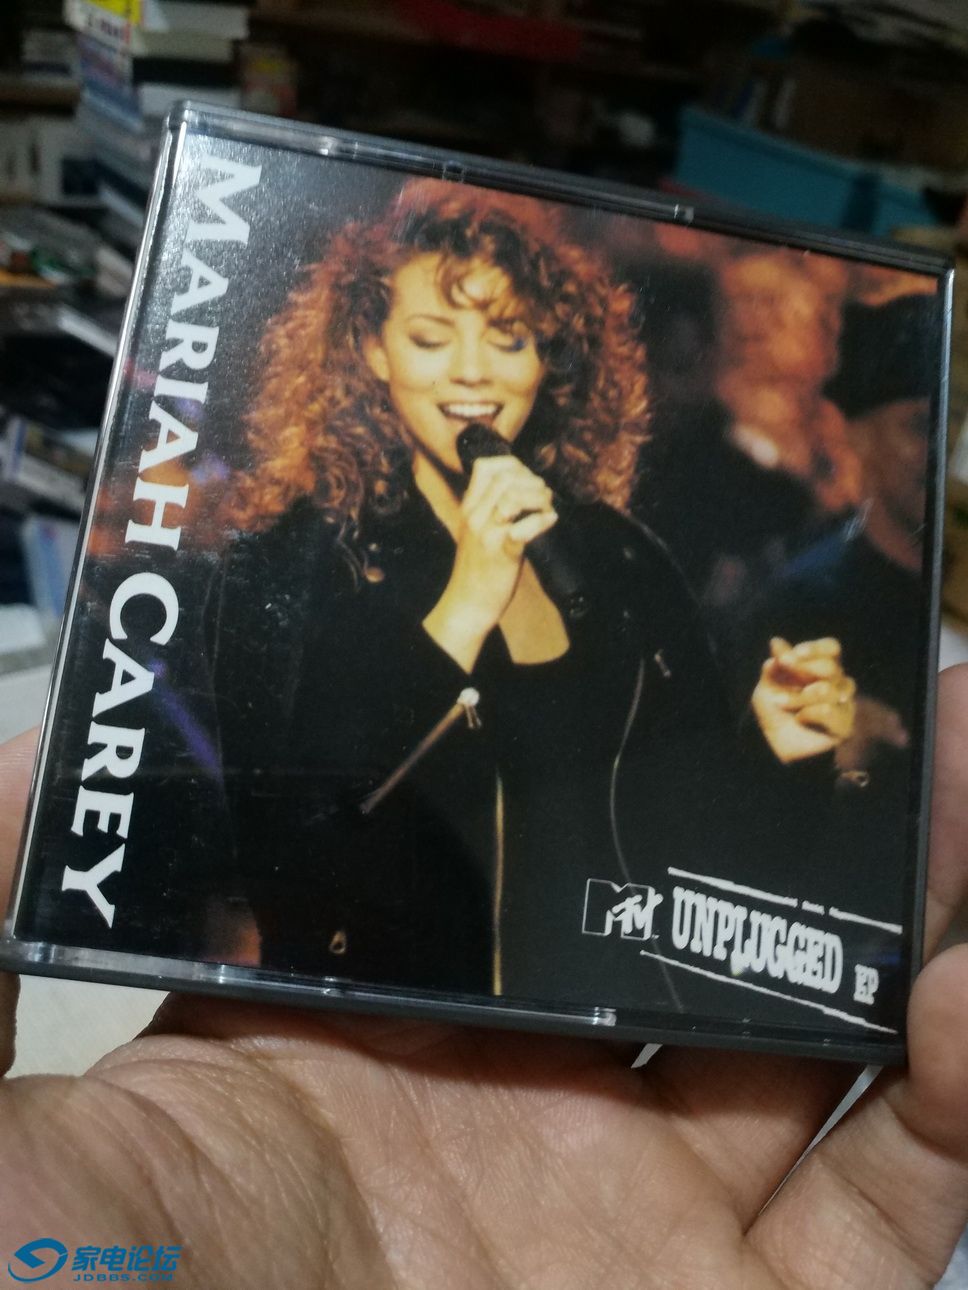 MARIAH CAREY
MTV UNPLUGGED EP
家电论坛
JDBBS.COM